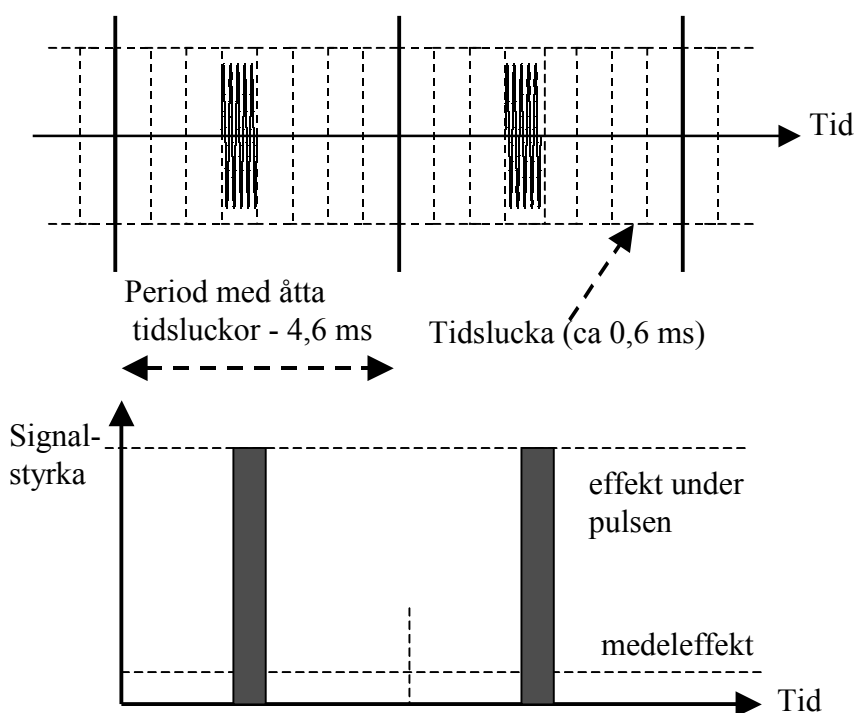 Tid
Period med åtta
tidsluckor - 4,6 ms
Tidslucka (ca 0,6 ms)
Signal-
styrka
effekt under
pulsen
medeleffekt
Tid